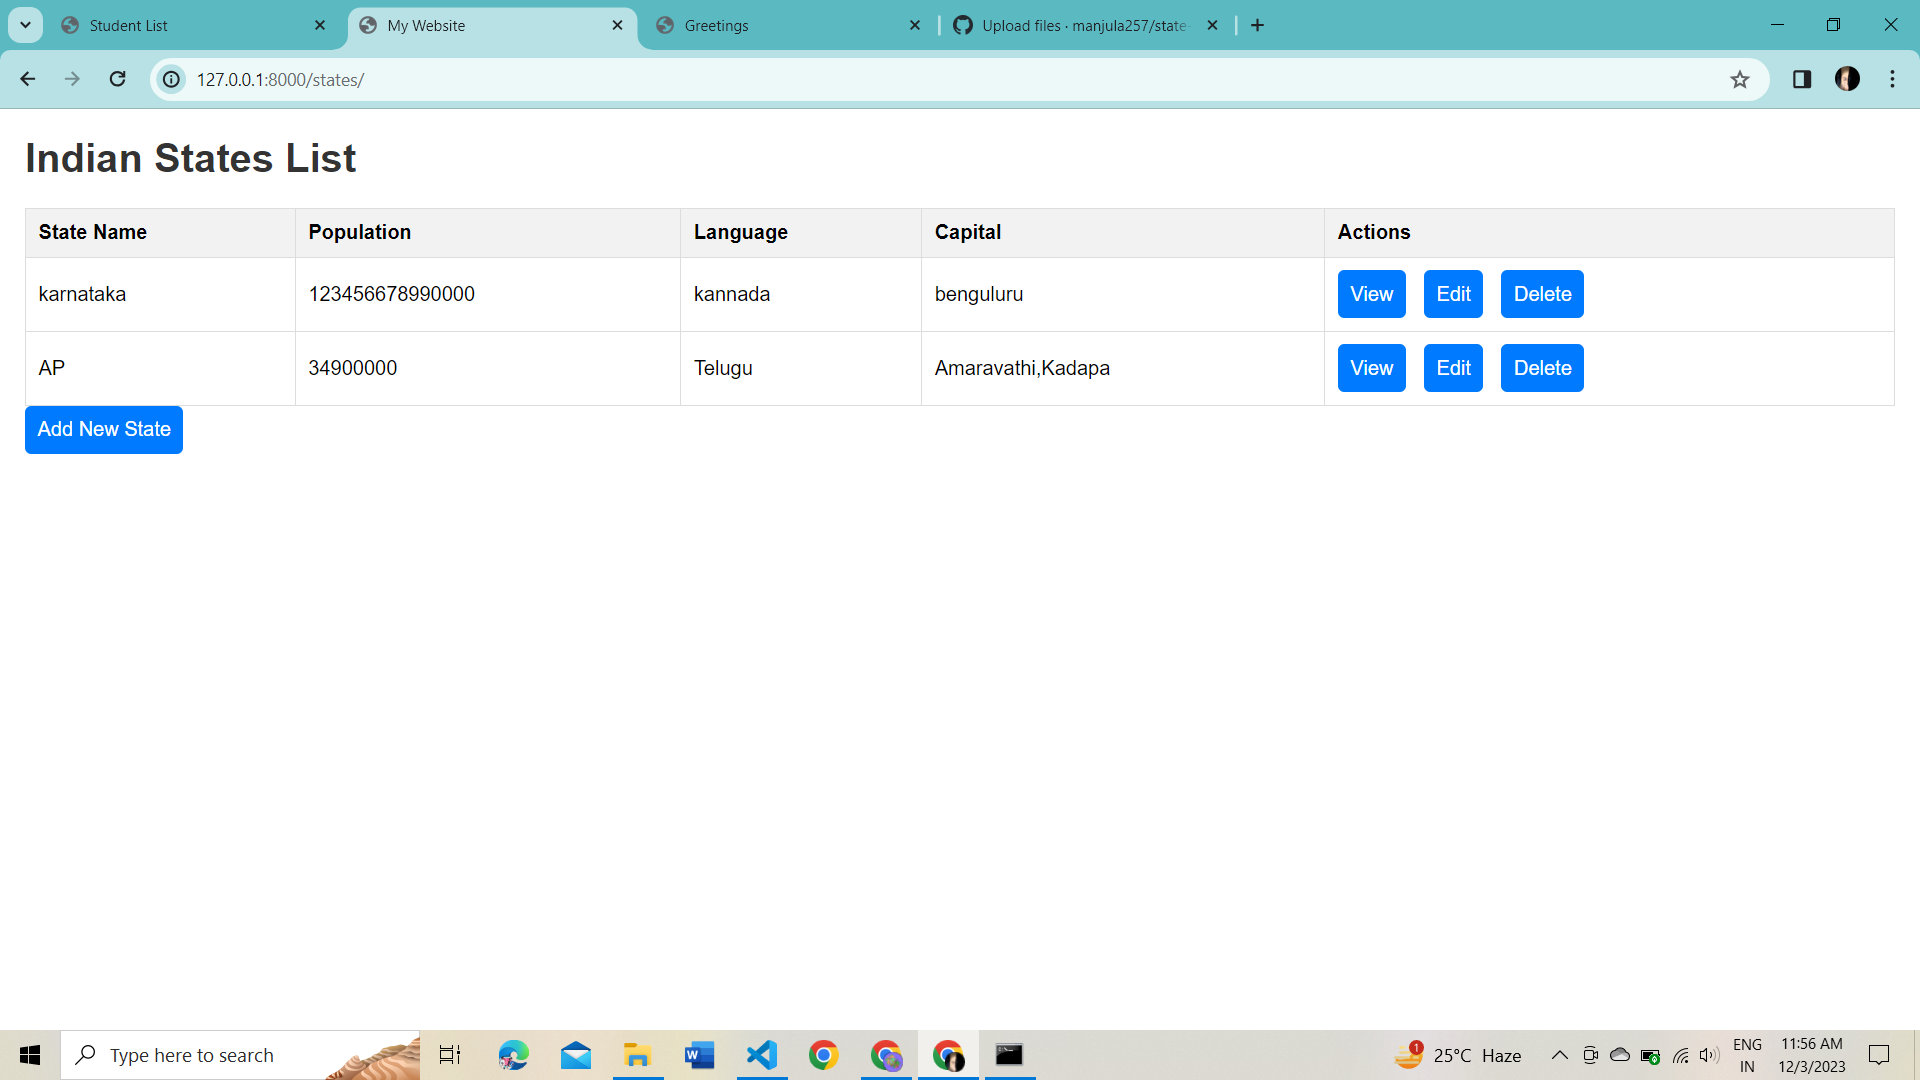 Student List
My Website
Greetings
Upload files · manjula257/state
127.0.0.1:8000/states/
Indian States List
State Name Population Language Capital Actions
karnataka 123456678990000 kannada benguluru View Edit Delete
AP 34900000 Telugu Amaravathi,Kadapa View Edit Delete
Add New State
Type here to search
1
25°C Haze
ENG
IN
11:56 AM
12/3/2023